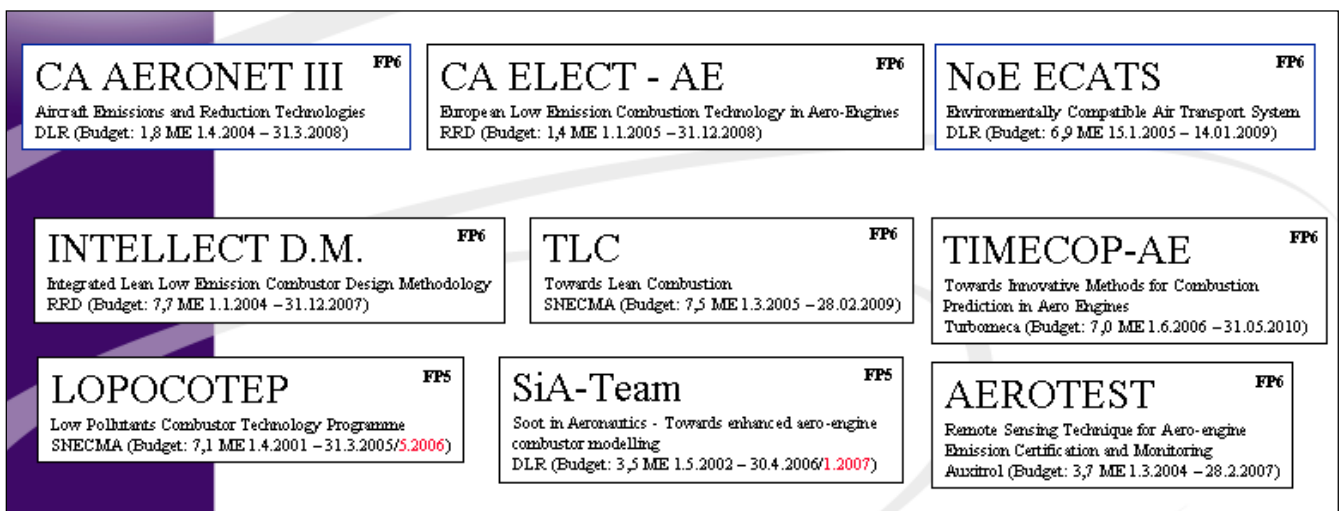 CA AERONET III FP6
Aircraft Emissions and Reduction Technologies
DLR (Budget: 1,8 ME 1.4.2004 – 31.3.2008)
CA ELECT - AE FP6
European Low Emission Combustion Technology in Aero-Engines
RRD (Budget: 1,4 ME 1.1.2005 – 31.12.2008)
NoE ECATS FP6
Environmentally Compatible Air Transport System
DLR (Budget: 6,9 ME 15.1.2005 – 14.01.2009)
INTELLECT D.M. FP6
Integrated Lean Low Emission Combustor Design Methodology
RRD (Budget: 7,7 ME 1.1.2004 – 31.12.2007)
TLC FP6
Towards Lean Combustion
SNECMA (Budget: 7,5 ME 1.3.2005 – 28.02.2009)
TIMECOP-AE FP6
Towards Innovative Methods for Combustion
Prediction in Aero Engines
Turbomeca (Budget: 7,0 ME 1.6.2006 – 31.05.2010)
LOPOCOTEP FP5
Low Pollutants Combustor Technology Programme
SNECMA (Budget: 7,1 ME 1.4.2001 – 31.3.2005/5.2006)
SiA-Team FP5
Soot in Aeronautics - Towards enhanced aero-engine
combustor modelling
DLR (Budget: 3,5 ME 1.5.2002 – 30.4.2006/1.2007)
AEROTEST FP6
Remote Sensing Technique for Aero-engine
Emission Certification and Monitoring
Auxitrol (Budget: 3,7 ME 1.3.2004 – 28.2.2007)